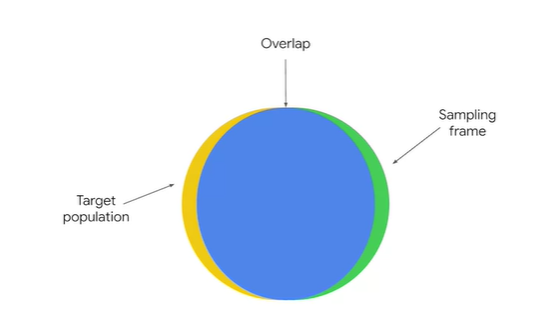 Overlap
Sampling
frame
Target
population